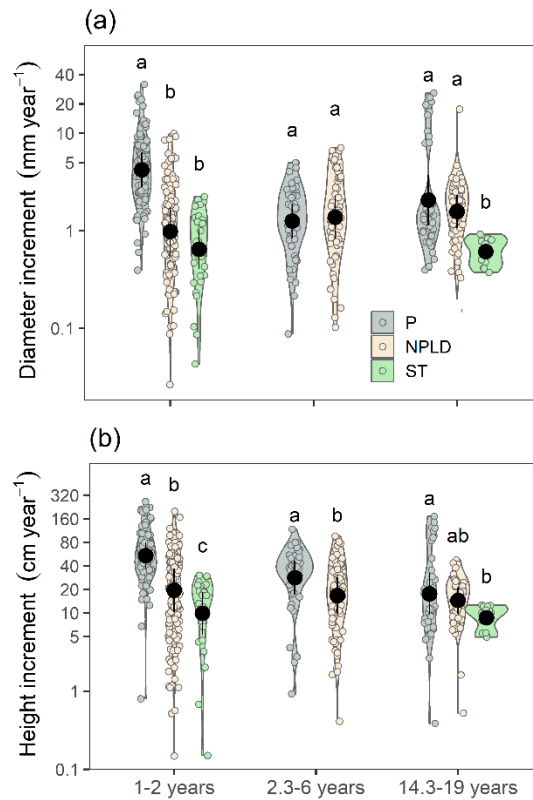 (a)
Diameter increment (mm year⁻¹)
40
20
10
5
1
0.1
a
b
b
a
a
a
a
b
P
NPLD
ST
(b)
Height increment (cm year⁻¹)
320
160
80
40
20
10
5
1
0.1
a
b
c
a
b
a
ab
b
1-2 years
2.3-6 years
14.3-19 years